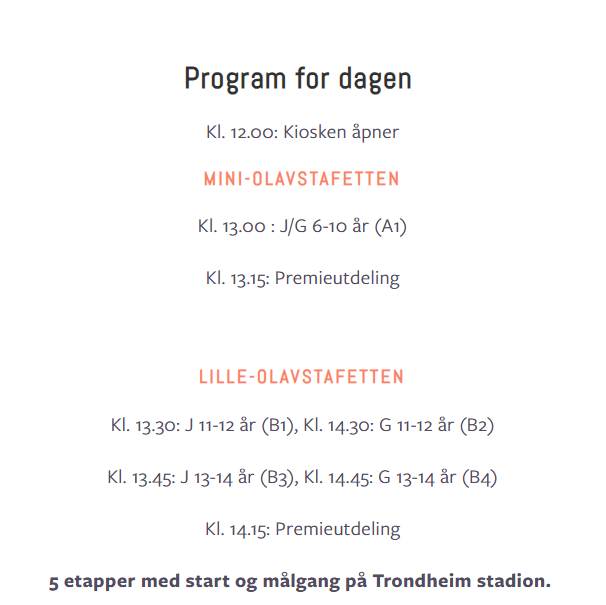 Program for dagen
Kl. 12.00: Kiosken åpner
MINI-OLAVSTAFETTEN
Kl. 13.00 : J/G 6-10 år (A1)
Kl. 13.15: Premieutdeling
LILLE-OLAVSTAFETTEN
Kl. 13.30: J 11-12 år (B1), Kl. 14.30: G 11-12 år (B2)
Kl. 13.45: J 13-14 år (B3), Kl. 14.45: G 13-14 år (B4)
Kl. 14.15: Premieutdeling
5 etapper med start og målgang på Trondheim stadion.